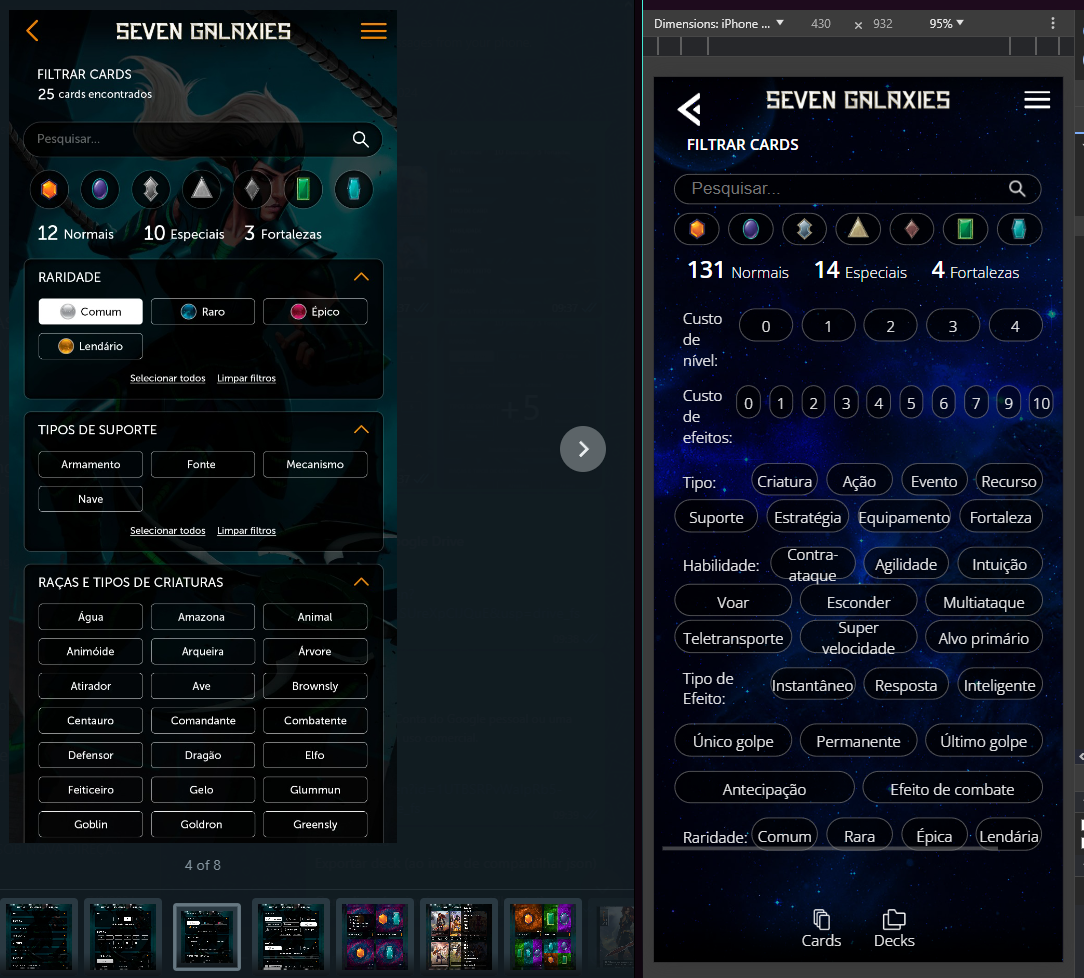 SEVEN GALAXIES
FILTRAR CARDS
25 cards encontrados
Pesquisar...
12 Normais 10 Especiais 3 Fortalezas
RARIDADE
Comum Raro Épico
Lendário
Selecionar todos Limpar filtros
TIPOS DE SUPORTE
Armamento Fonte Mecanismo
Nave
Selecionar todos Limpar filtros
RAÇAS E TIPOS DE CRIATURAS
Água Amazona Animal
Animóide Arqueira Árvore
Atirador Ave Brownsly
Centauro Comandante Combatente
Defensor Dragão Elfo
Feiticeiro Gelo Glummun
Goblin Goldron Greensly
4 of 8
+5
Dimensions: iPhone ... 430 x 932 95%
SEVEN GALAXIES
FILTRAR CARDS
Pesquisar...
131 Normais 14 Especiais 4 Fortalezas
Custo de nível: 0 1 2 3 4
Custo de efeitos: 0 1 2 3 4 5 6 7 8 9 10
Tipo: Criatura Ação Evento Recurso
Suporte Estratégia Equipamento Fortaleza
Habilidade: Contra-ataque Agilidade Intuição
Voar Esconder Multiataque
Teletransporte Super velocidade Alvo primário
Tipo de Efeito: Instantâneo Resposta Inteligente
Único golpe Permanente Último golpe
Antecipação Efeito de combate
Raridade: Comum Rara Épica Lendária
Cards Decks